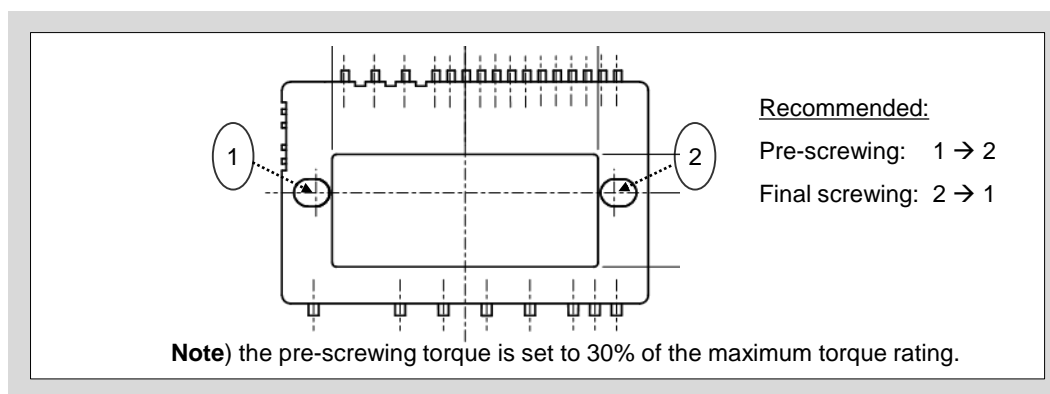 1
2
Recommended:
Pre-screwing: 1 → 2
Final screwing: 2 → 1
Note) the pre-screwing torque is set to 30% of the maximum torque rating.